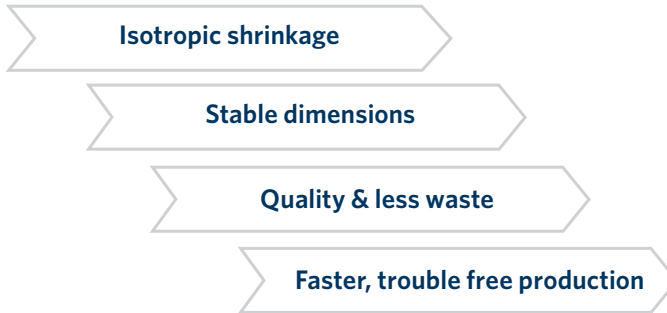 Isotropic shrinkage
Stable dimensions
Quality & less waste
Faster, trouble free production